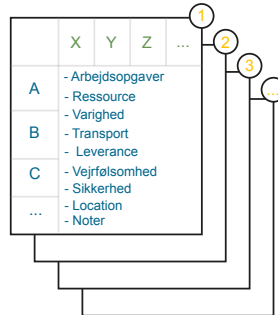 1
X Y Z ...
2
A
- Arbejdsopgaver
3
- Ressource
- Varighed
...
B
- Transport
- Leverance
C
- Vejrfølsomhed
- Sikkerhed
...
- Location
- Noter